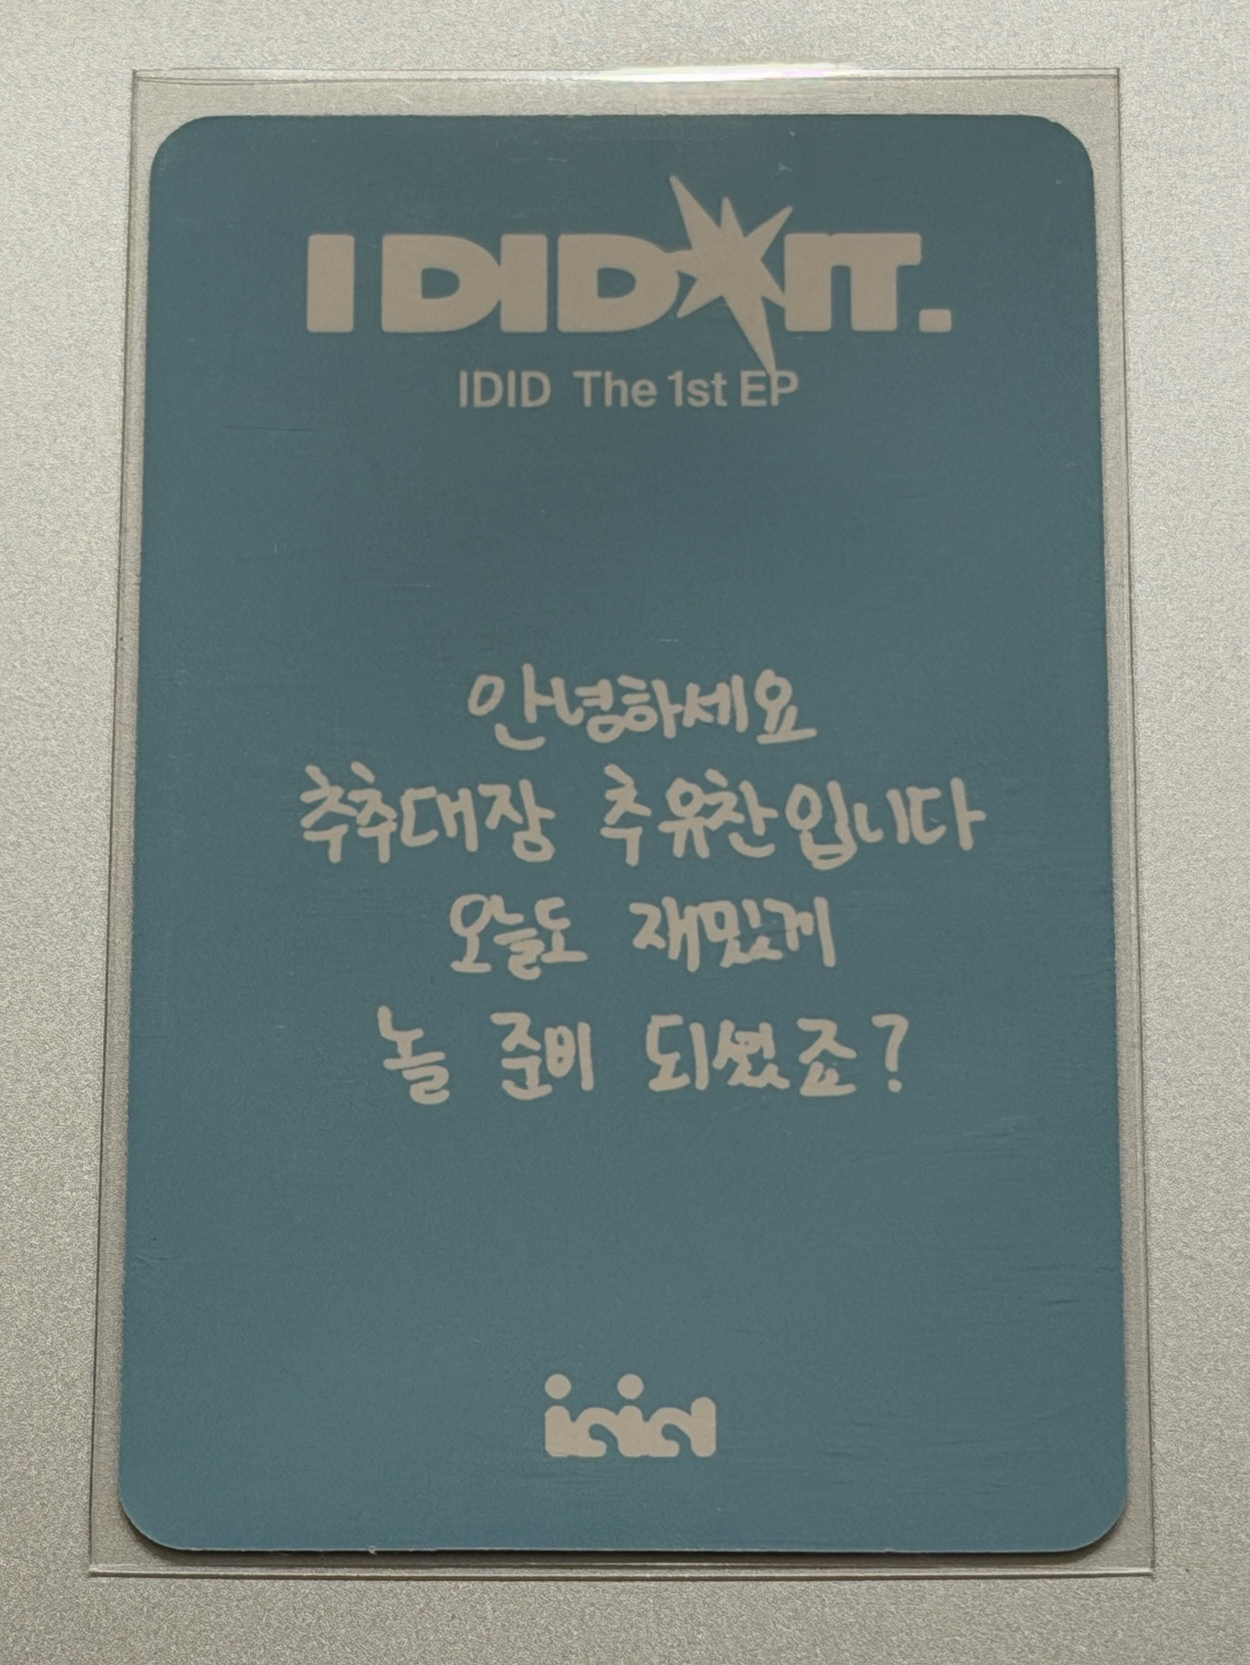 I DID IT.
IDID The 1st EP
안녕하세요
추추대장 추유찬입니다
오늘도 재밌게
놀 준비 되셨죠?
idid